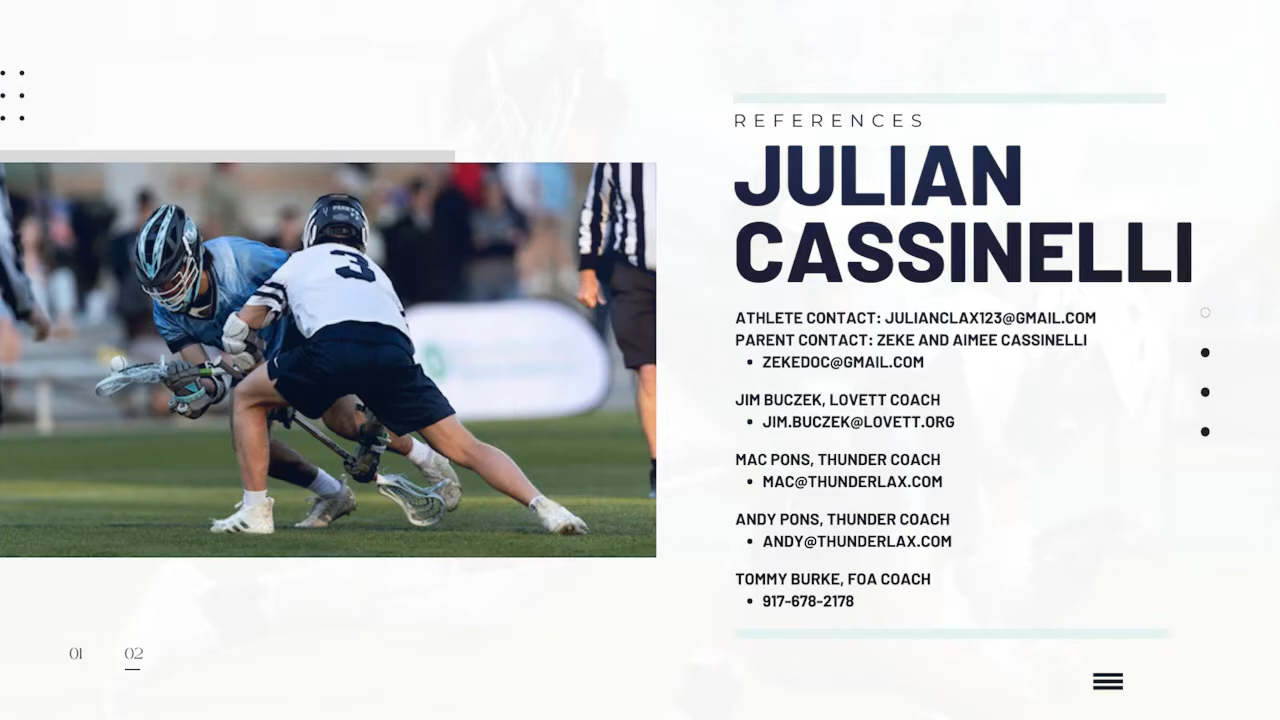 REFERENCES
JULIAN
CASSINELLI
ATHLETE CONTACT: JULIANCLAX123@GMAIL.COM
PARENT CONTACT: ZEKE AND AIMEE CASSINELLI
• ZEKEDOC@GMAIL.COM
JIM BUCZEK, LOVETT COACH
• JIM.BUCZEK@LOVETT.ORG
MAC PONS, THUNDER COACH
• MAC@THUNDERLAX.COM
ANDY PONS, THUNDER COACH
• ANDY@THUNDERLAX.COM
TOMMY BURKE, FOA COACH
• 917-678-2178
3
01 02